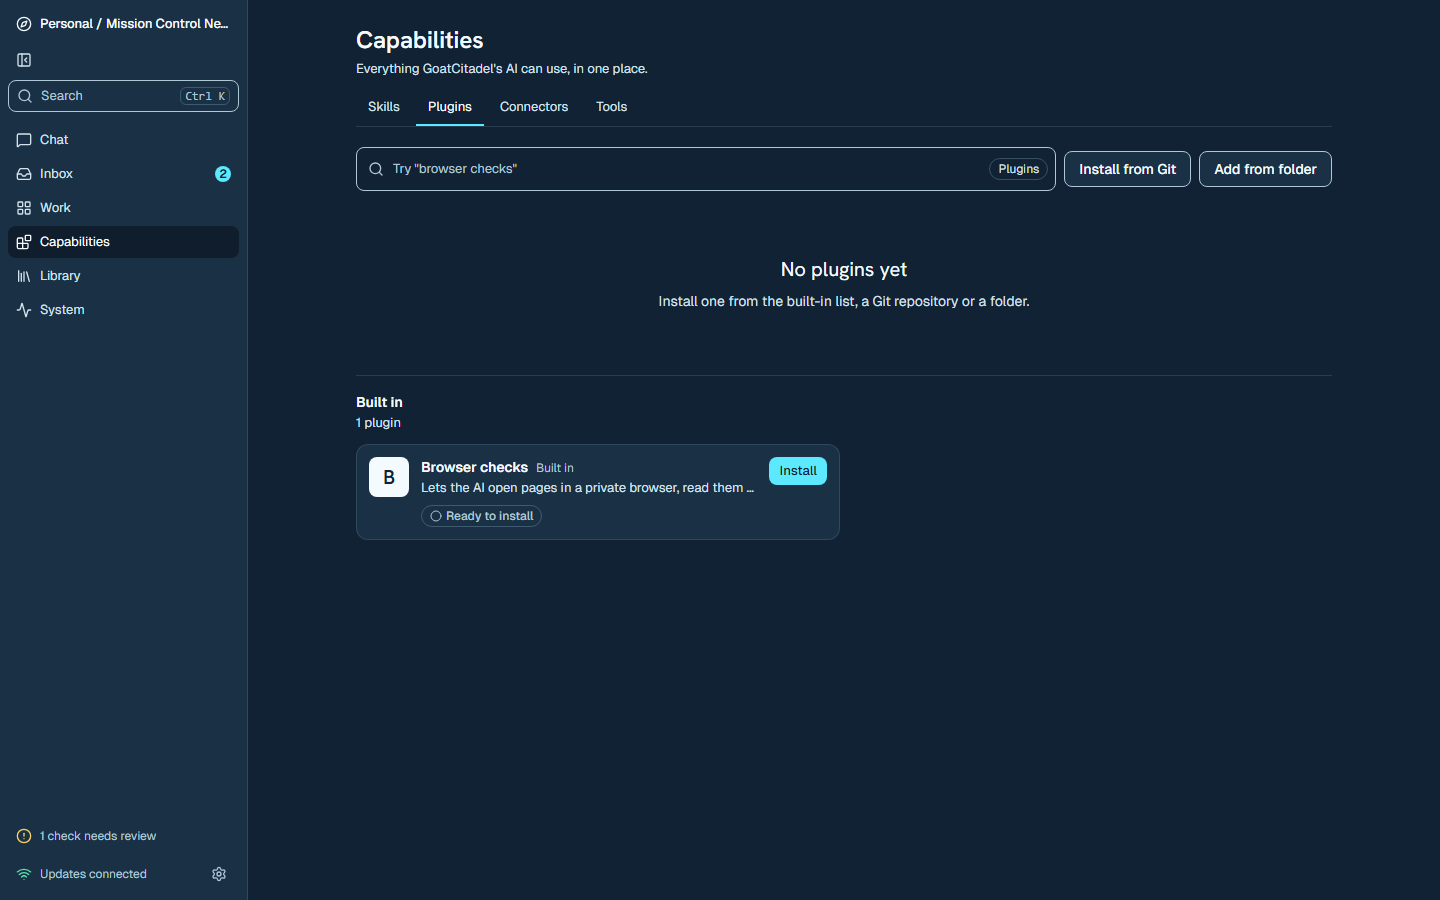 Personal / Mission Control Ne...
Search
Ctrl K
Chat
Inbox
2
Work
Capabilities
Library
System
1 check needs review
Updates connected
Capabilities
Everything GoatCitadel's AI can use, in one place.
Skills
Plugins
Connectors
Tools
Try "browser checks"
Plugins
Install from Git
Add from folder
No plugins yet
Install one from the built-in list, a Git repository or a folder.
Built in
1 plugin
B
Browser checks Built in
Lets the AI open pages in a private browser, read them ...
Ready to install
Install